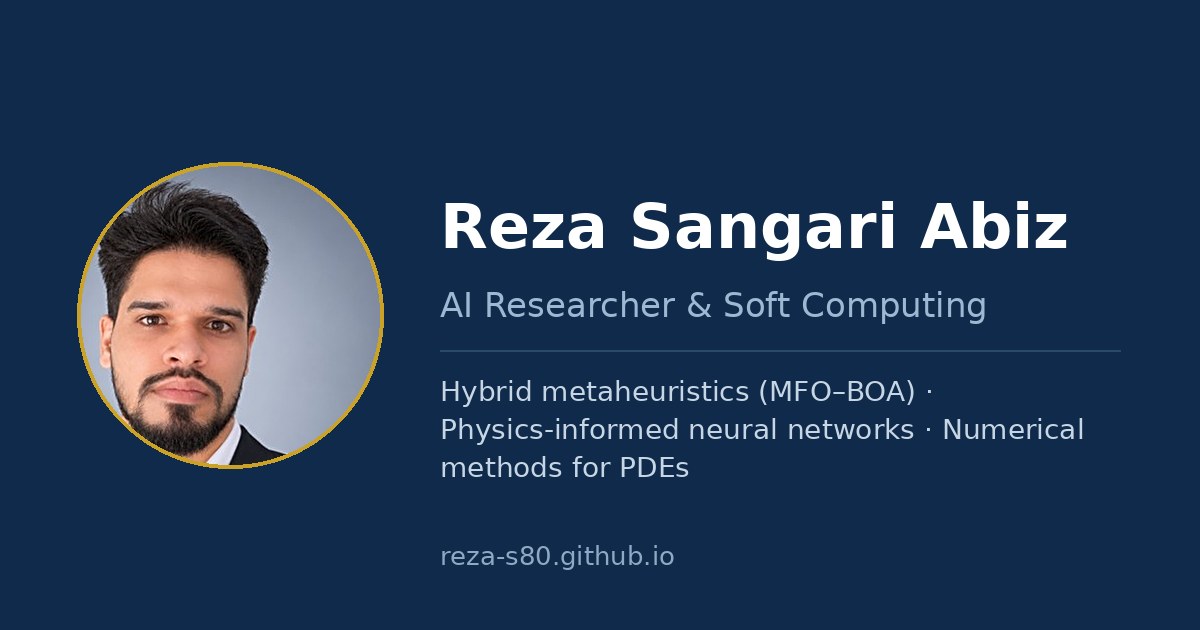 Reza Sangari Abiz
AI Researcher & Soft Computing
Hybrid metaheuristics (MFO–BOA) ·
Physics-informed neural networks · Numerical
methods for PDEs
reza-s80.github.io